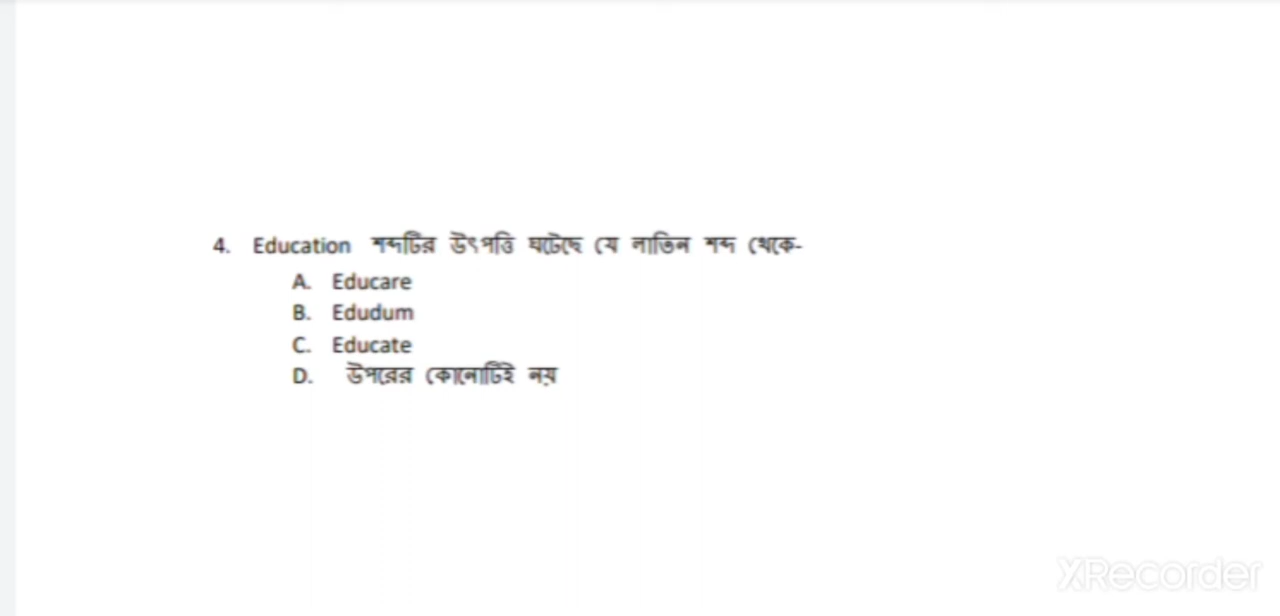 4. Education শব্দটির উৎপত্তি ঘটেছে যে লাতিন শব্দ থেকে-
A. Educare
B. Edudum
C. Educate
D. উপরের কোনোটিই নয়
XRecorder